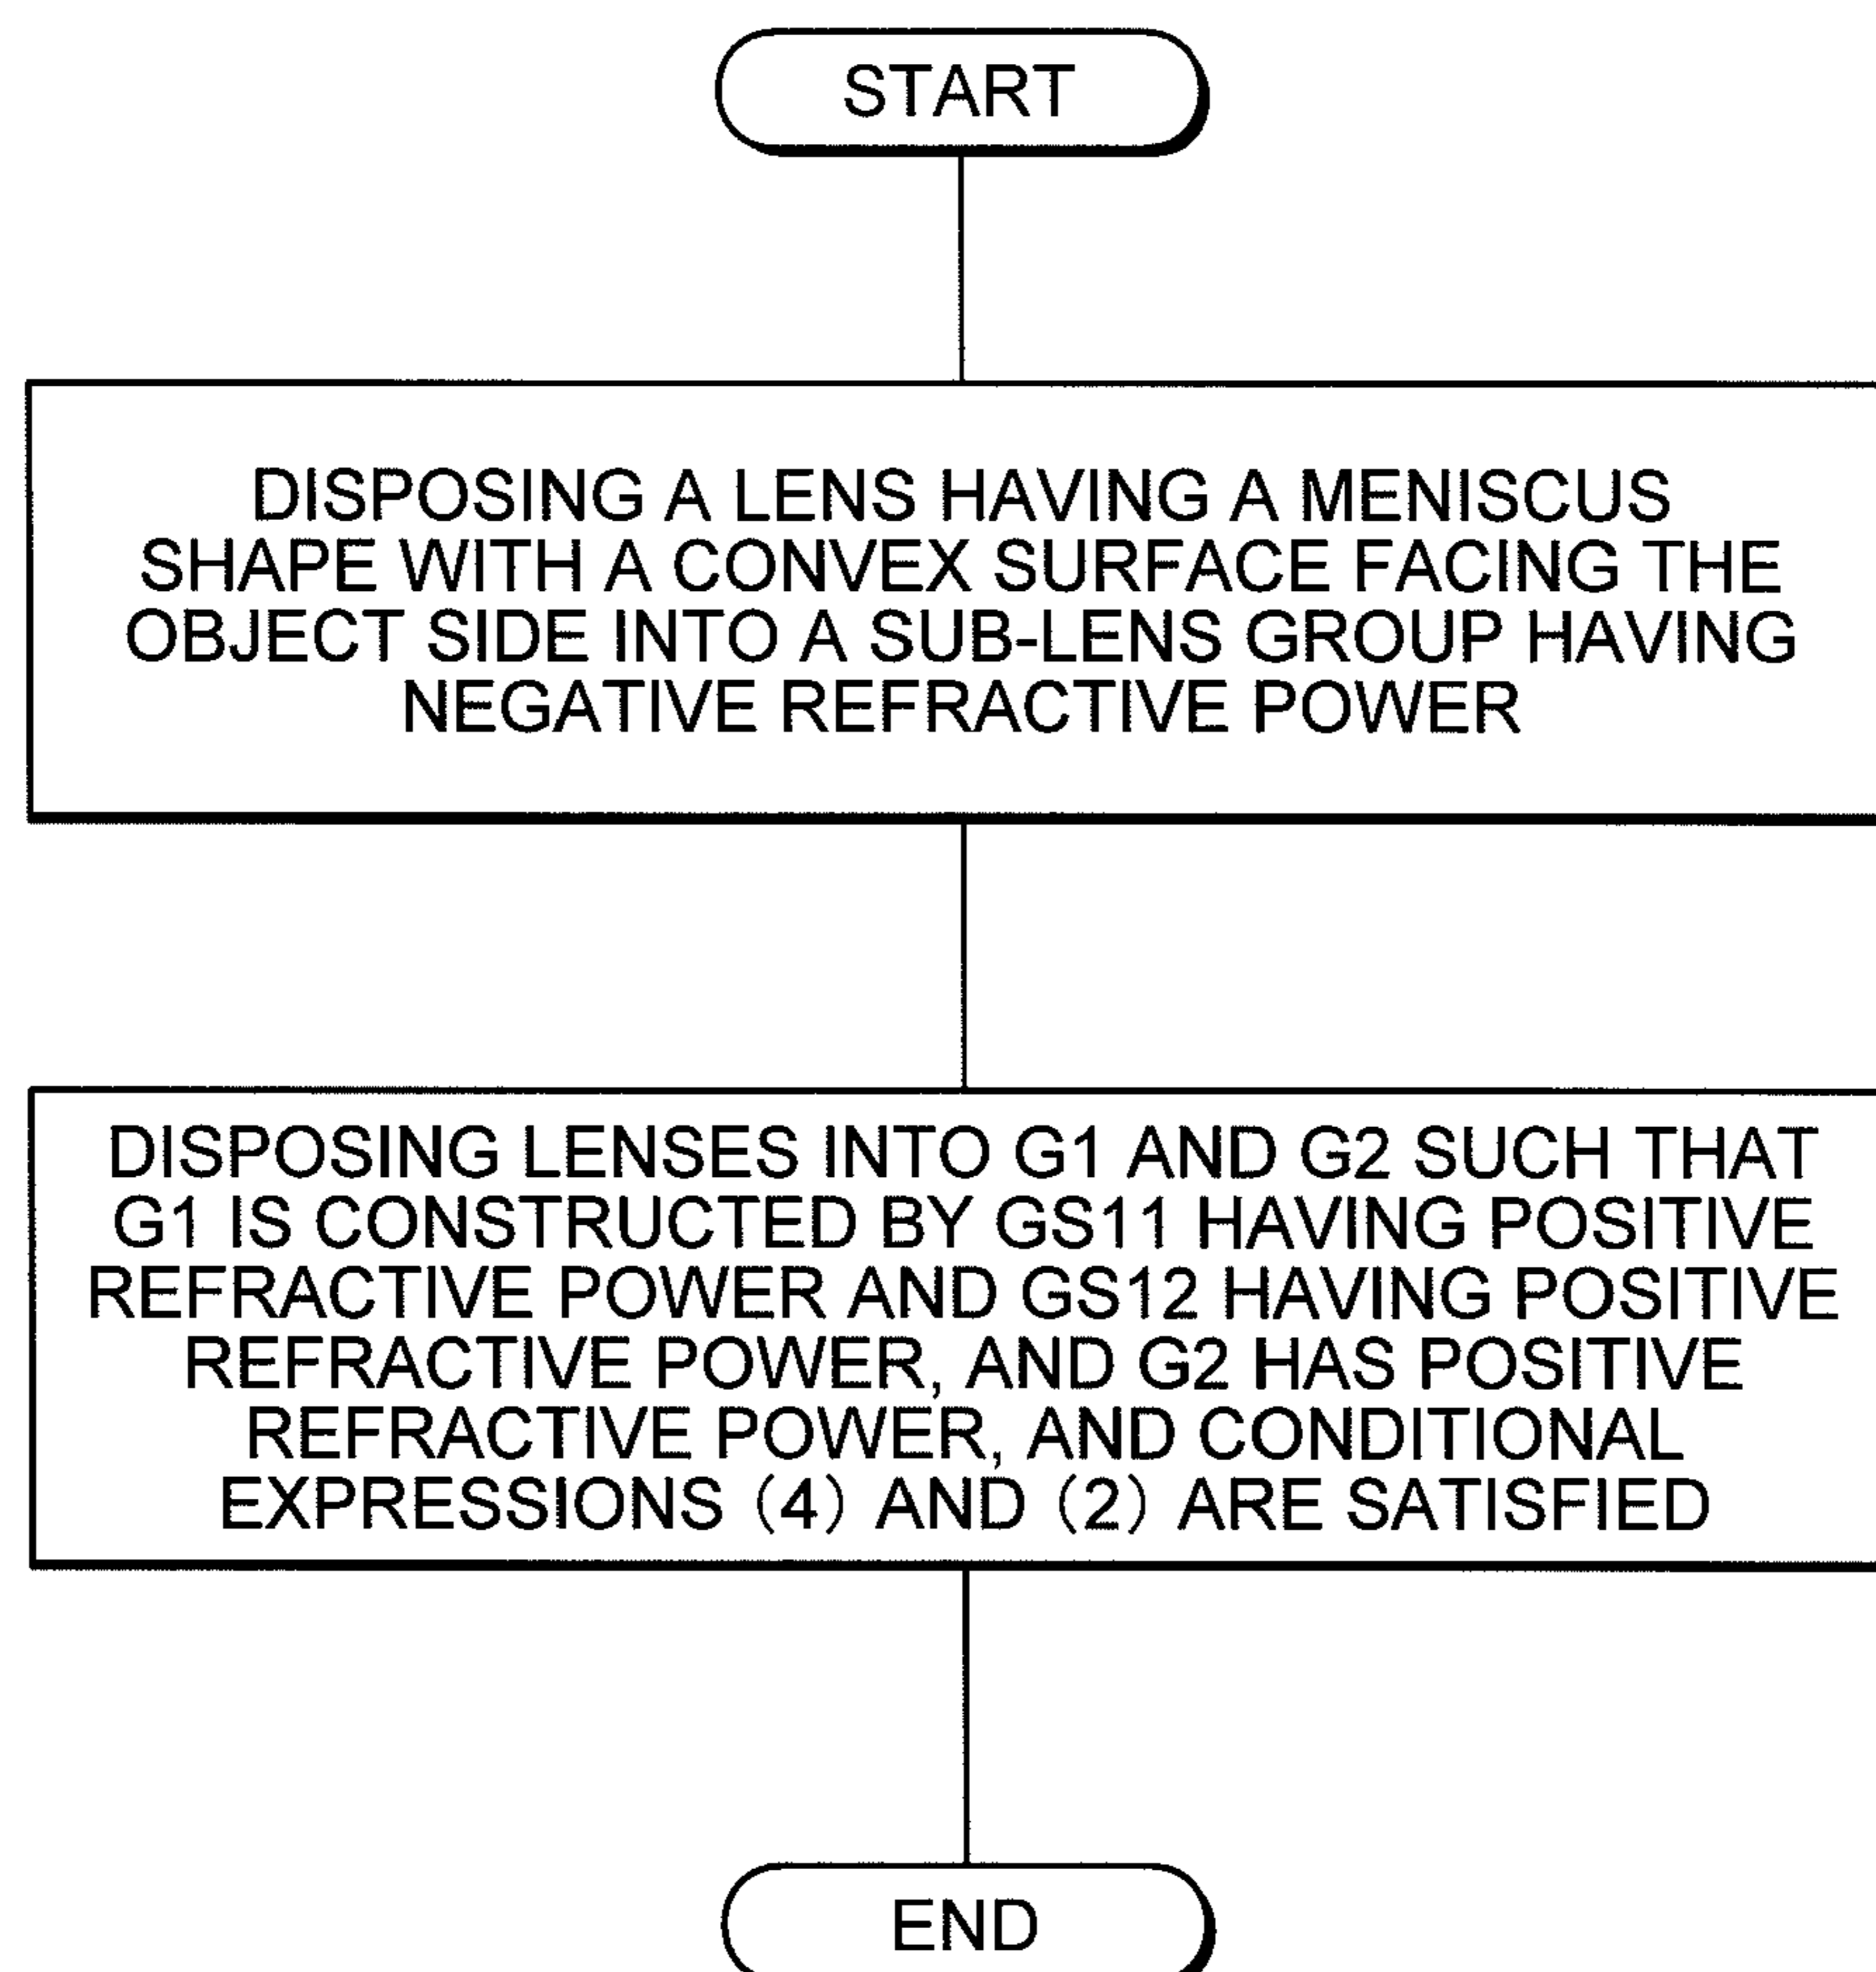 START
DISPOSING A LENS HAVING A MENISCUS
SHAPE WITH A CONVEX SURFACE FACING THE
OBJECT SIDE INTO A SUB-LENS GROUP HAVING
NEGATIVE REFRACTIVE POWER
DISPOSING LENSES INTO G1 AND G2 SUCH THAT
G1 IS CONSTRUCTED BY GS11 HAVING POSITIVE
REFRACTIVE POWER AND GS12 HAVING POSITIVE
REFRACTIVE POWER, AND G2 HAS POSITIVE
REFRACTIVE POWER, AND CONDITIONAL
EXPRESSIONS (4) AND (2) ARE SATISFIED
END